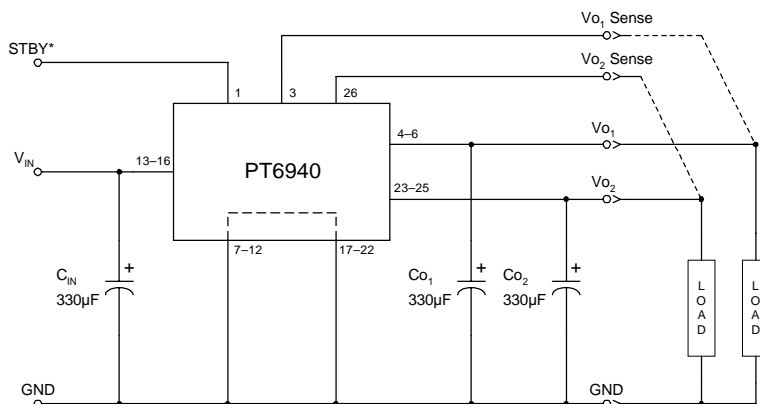 Vo1 Sense
STBY*
Vo2 Sense
1
3
26
4–6
Vo1
VIN
13–16
PT6940
23–25
Vo2
7–12
17–22
CIN
+
330µF
Co1
+
330µF
Co2
+
330µF
LOAD
LOAD
GND
GND